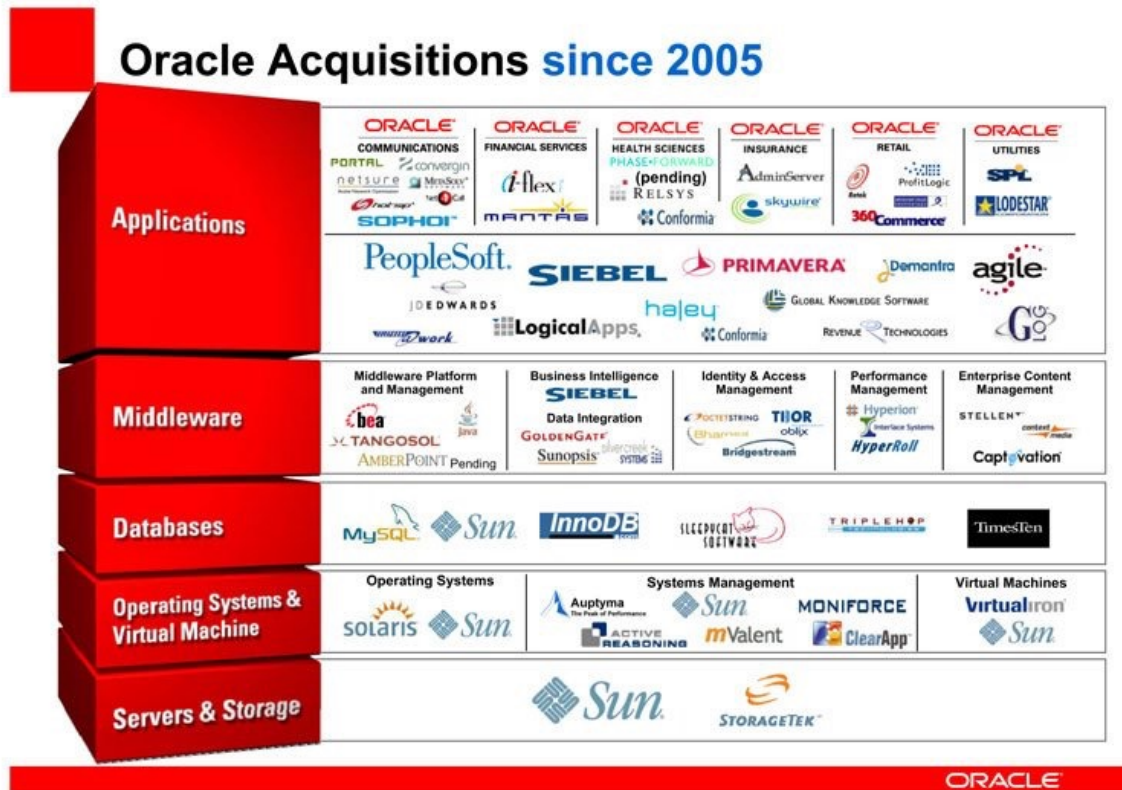 Oracle Acquisitions since 2005
Applications
ORACLE
COMMUNICATIONS
PORTAL convergin
netsure METASOLV
hotsip Net4Call
SOPHOI
ORACLE
FINANCIAL SERVICES
i-flex
MANTAS
ORACLE
HEALTH SCIENCES
PHASE FORWARD
(pending)
RELSYS
Conformia
ORACLE
INSURANCE
AdminServer
skywire
ORACLE
RETAIL
Retek ProfitLogic
360Commerce
ORACLE
UTILITIES
SPL
LODESTAR
PeopleSoft. SIEBEL PRIMAVERA Demantra agile
JDEDWARDS haley GLOBAL KNOWLEDGE SOFTWARE
work LogicalApps Conformia REVENUE TECHNOLOGIES G LOG
Middleware
Middleware Platform
and Management
bea Java
TANGOSOL
AMBERPOINT Pending
Business Intelligence
SIEBEL
Data Integration
GOLDENGATE
Sunopsis silvercreek
SYSTEMS
Identity & Access
Management
OCTETSTRING THOR
Bharosa oblix
Bridgestream
Performance
Management
Hyperion
Interlace Systems
HyperRoll
Enterprise Content
Management
STELLENT
context
media
Captovation
Databases
MySQL Sun InnoDB SLEEPYCAT
SOFTWARE TRIPLEHOP TimesTen
Operating Systems &
Virtual Machine
Operating Systems
SOLARIS Sun
Systems Management
Auptyma
The Peak of Performance
Sun MONIFORCE
ACTIVE
REASONING mValent ClearApp
Virtual Machines
Virtualiron
Sun
Servers & Storage
Sun STORAGETEK
ORACLE